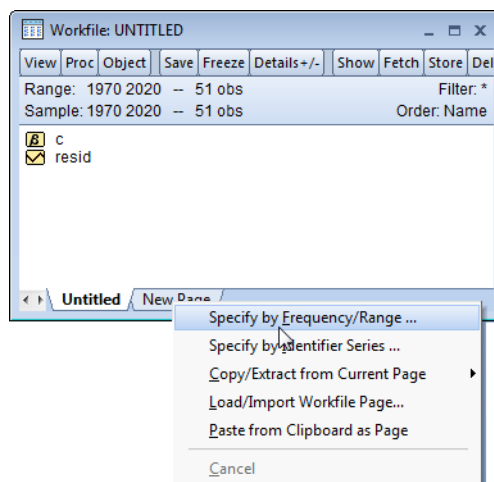 Workfile: UNTITLED
View Proc Object Save Freeze Details+/- Show Fetch Store Del
Range: 1970 2020 -- 51 obs Filter: *
Sample: 1970 2020 -- 51 obs Order: Name
β c
resid
Untitled New Page
Specify by Frequency/Range ...
Specify by Identifier Series ...
Copy/Extract from Current Page
Load/Import Workfile Page...
Paste from Clipboard as Page
Cancel